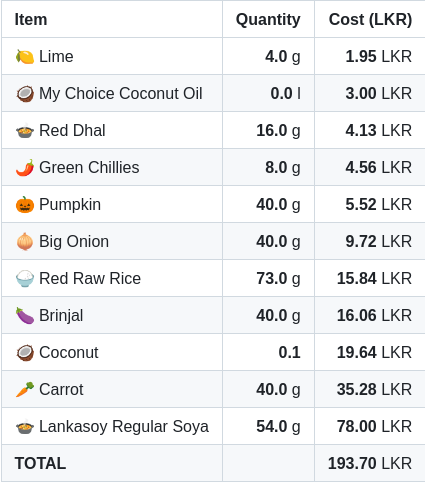 Item Quantity Cost (LKR)
🍋 Lime 4.0 g 1.95 LKR
🥥 My Choice Coconut Oil 0.0 l 3.00 LKR
🍲 Red Dhal 16.0 g 4.13 LKR
🌶️ Green Chillies 8.0 g 4.56 LKR
🎃 Pumpkin 40.0 g 5.52 LKR
🧅 Big Onion 40.0 g 9.72 LKR
🍚 Red Raw Rice 73.0 g 15.84 LKR
🍆 Brinjal 40.0 g 16.06 LKR
🥥 Coconut 0.1 19.64 LKR
🥕 Carrot 40.0 g 35.28 LKR
🍲 Lankasoy Regular Soya 54.0 g 78.00 LKR
TOTAL 193.70 LKR